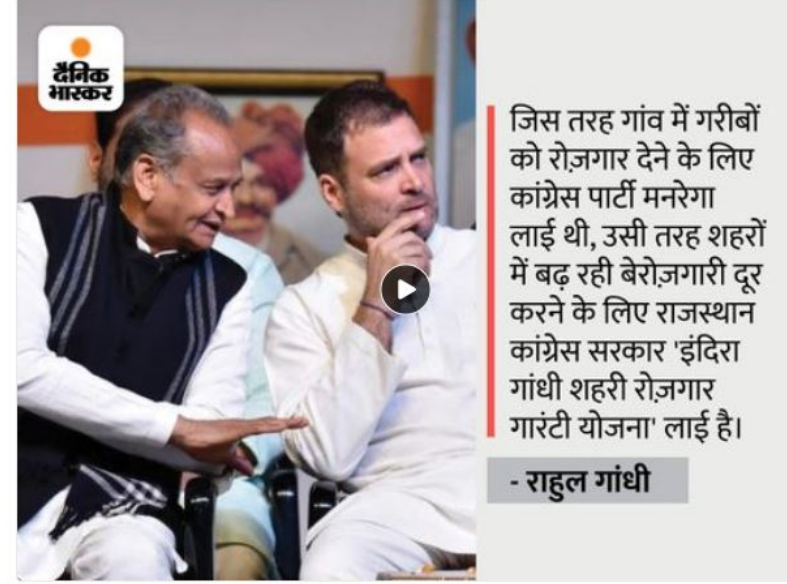 दैनिक
भास्कर
जिस तरह गांव में गरीबों
को रोज़गार देने के लिए
कांग्रेस पार्टी मनरेगा
लाई थी, उसी तरह शहरों
में बढ़ रही बेरोज़गारी दूर
करने के लिए राजस्थान
कांग्रेस सरकार 'इंदिरा
गांधी शहरी रोज़गार
गारंटी योजना' लाई है।
- राहुल गांधी